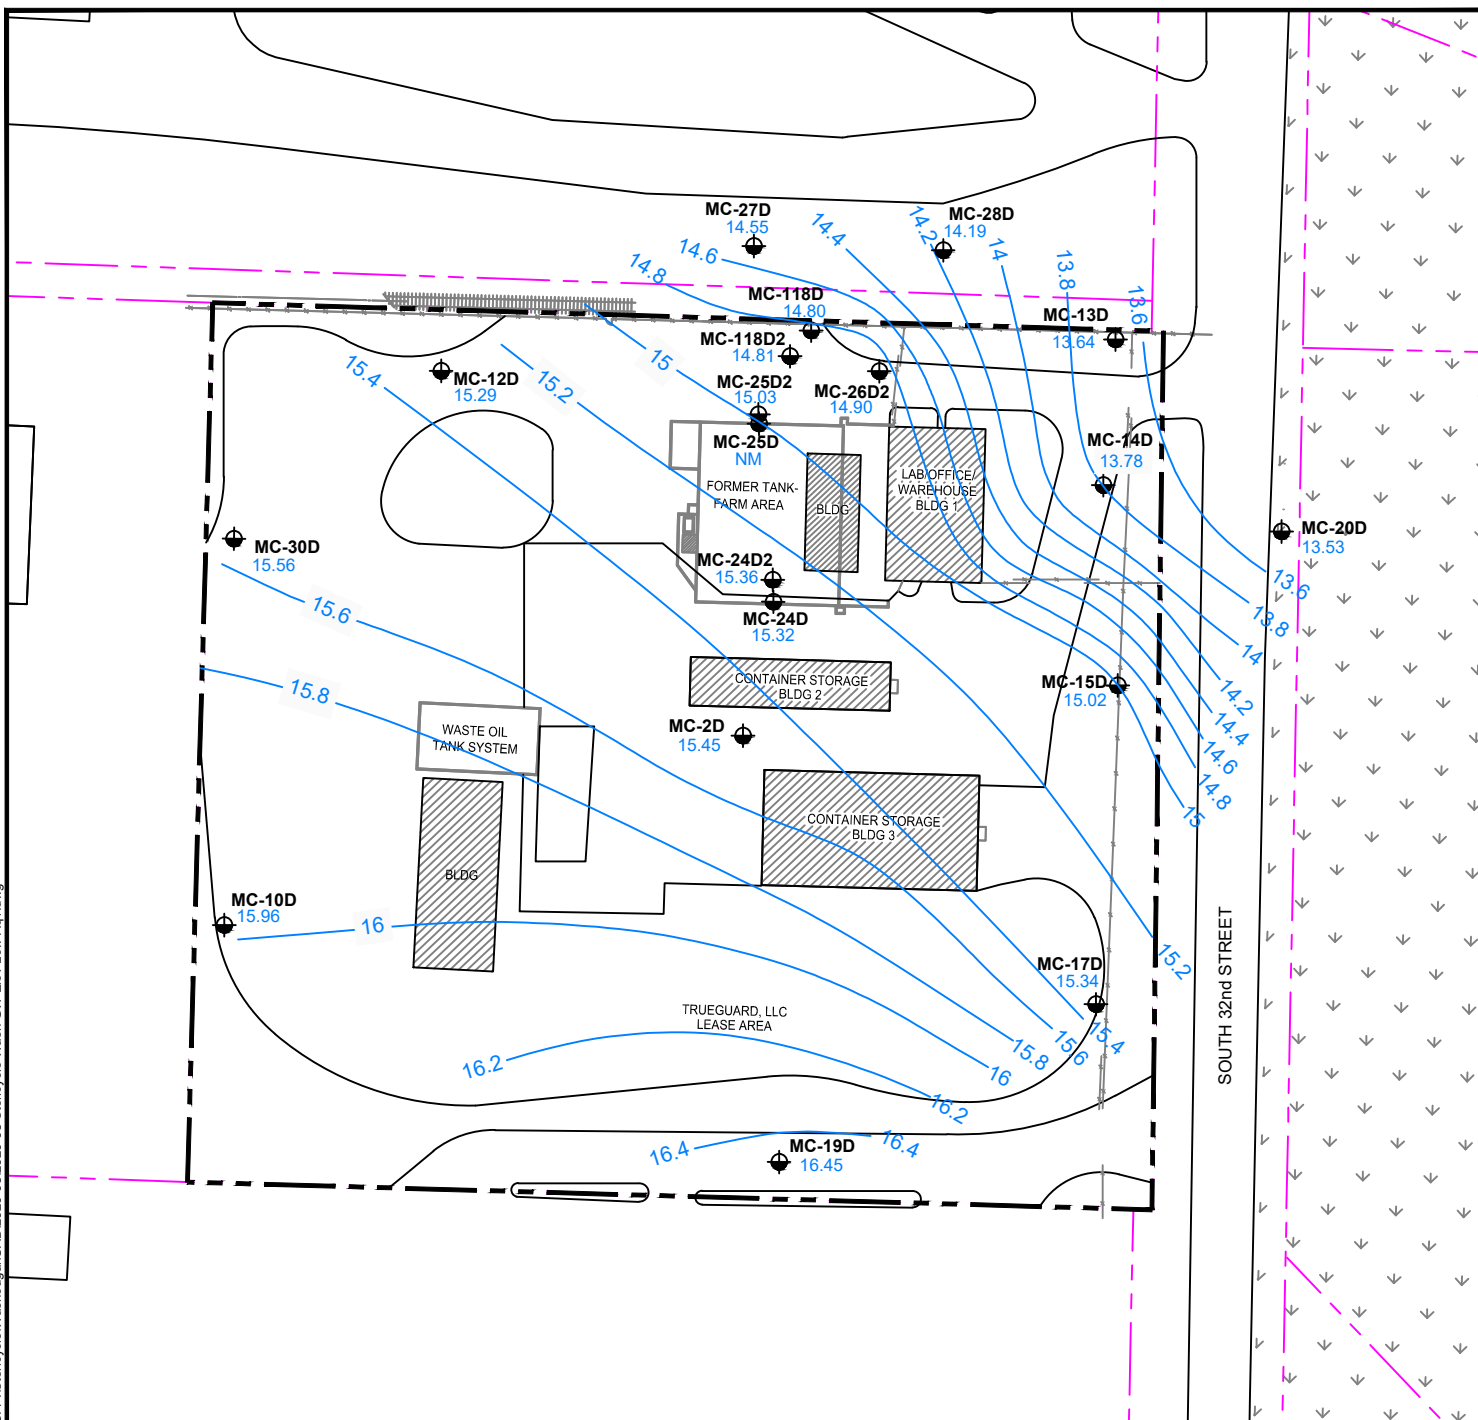 MC-27D
14.55
14.4
14.2
MC-28D
14.19
14
14.6
14.8
13.8
13.6
MC-118D
14.80
MC-13D
13.64
MC-118D2
14.81
15
15.2
15.4
MC-12D
15.29
MC-25D2
15.03
MC-26D2
14.90
MC-25D
NM
MC-14D
13.78
LAB/OFFICE/
WAREHOUSE
BLDG 1
FORMER TANK-
FARM AREA
BLDG
MC-20D
13.53
MC-30D
15.56
MC-24D2
15.36
MC-24D
15.32
13.6
13.8
14
15.6
15.8
CONTAINER STORAGE
BLDG 2
MC-15D
15.02
14.2
14.4
14.6
14.8
15
WASTE OIL
TANK SYSTEM
MC-2D
15.45
CONTAINER STORAGE
BLDG 3
BLDG
MC-10D
15.96
16
SOUTH 32nd STREET
15.2
MC-17D
15.34
TRUEGUARD, LLC
LEASE AREA
15.4
15.6
15.8
16
16.2
16.2
16.4
16.4
MC-19D
16.45